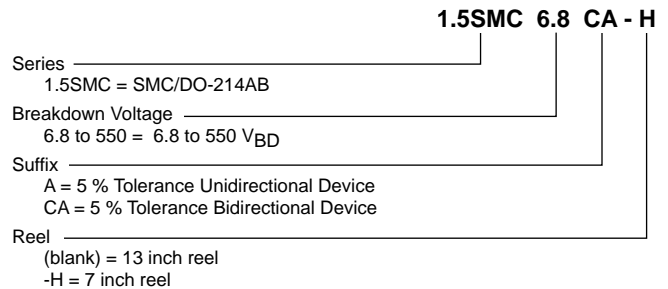 1.5SMC 6.8 CA - H
Series
1.5SMC = SMC/DO-214AB
Breakdown Voltage
6.8 to 550 = 6.8 to 550 VBD
Suffix
A = 5 % Tolerance Unidirectional Device
CA = 5 % Tolerance Bidirectional Device
Reel
(blank) = 13 inch reel
-H = 7 inch reel